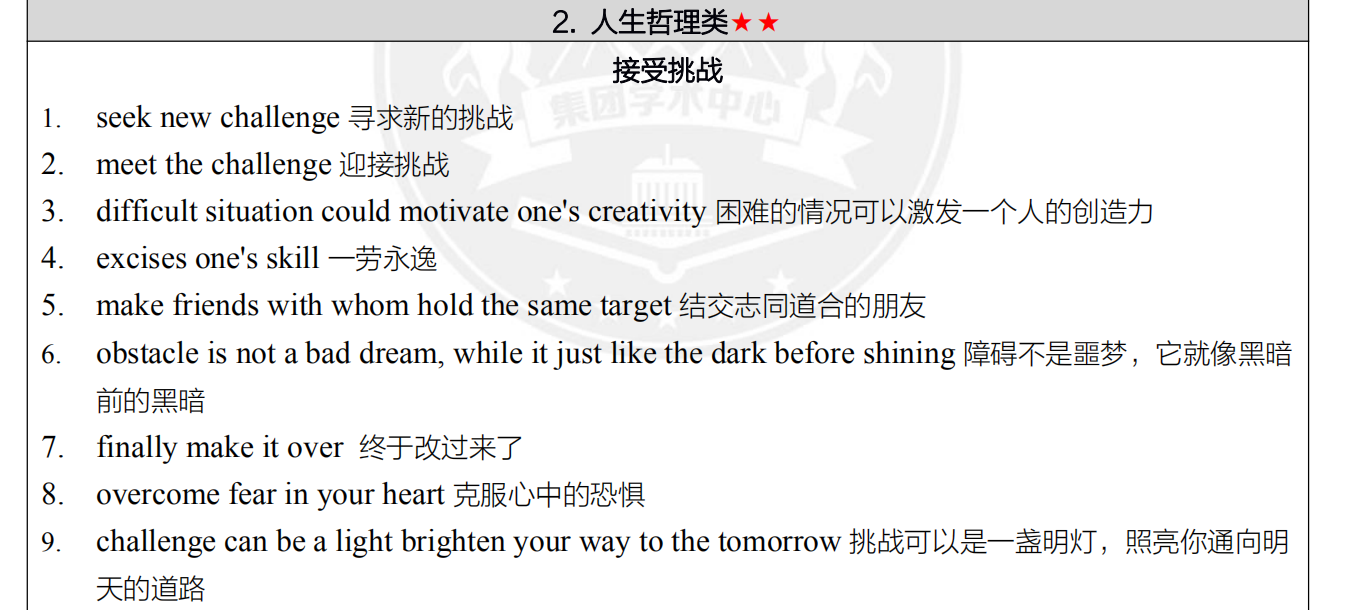 2. 人生哲理类★★
接受挑战
1. seek new challenge 寻求新的挑战
2. meet the challenge 迎接挑战
3. difficult situation could motivate one's creativity 困难的情况可以激发一个人的创造力
4. excises one's skill 一劳永逸
5. make friends with whom hold the same target 结交志同道合的朋友
6. obstacle is not a bad dream, while it just like the dark before shining 障碍不是噩梦，它就像黑暗
前的黑暗
7. finally make it over 终于改过来了
8. overcome fear in your heart 克服心中的恐惧
9. challenge can be a light brighten your way to the tomorrow 挑战可以是一盏明灯，照亮你通向明
天的道路
集团学术中心